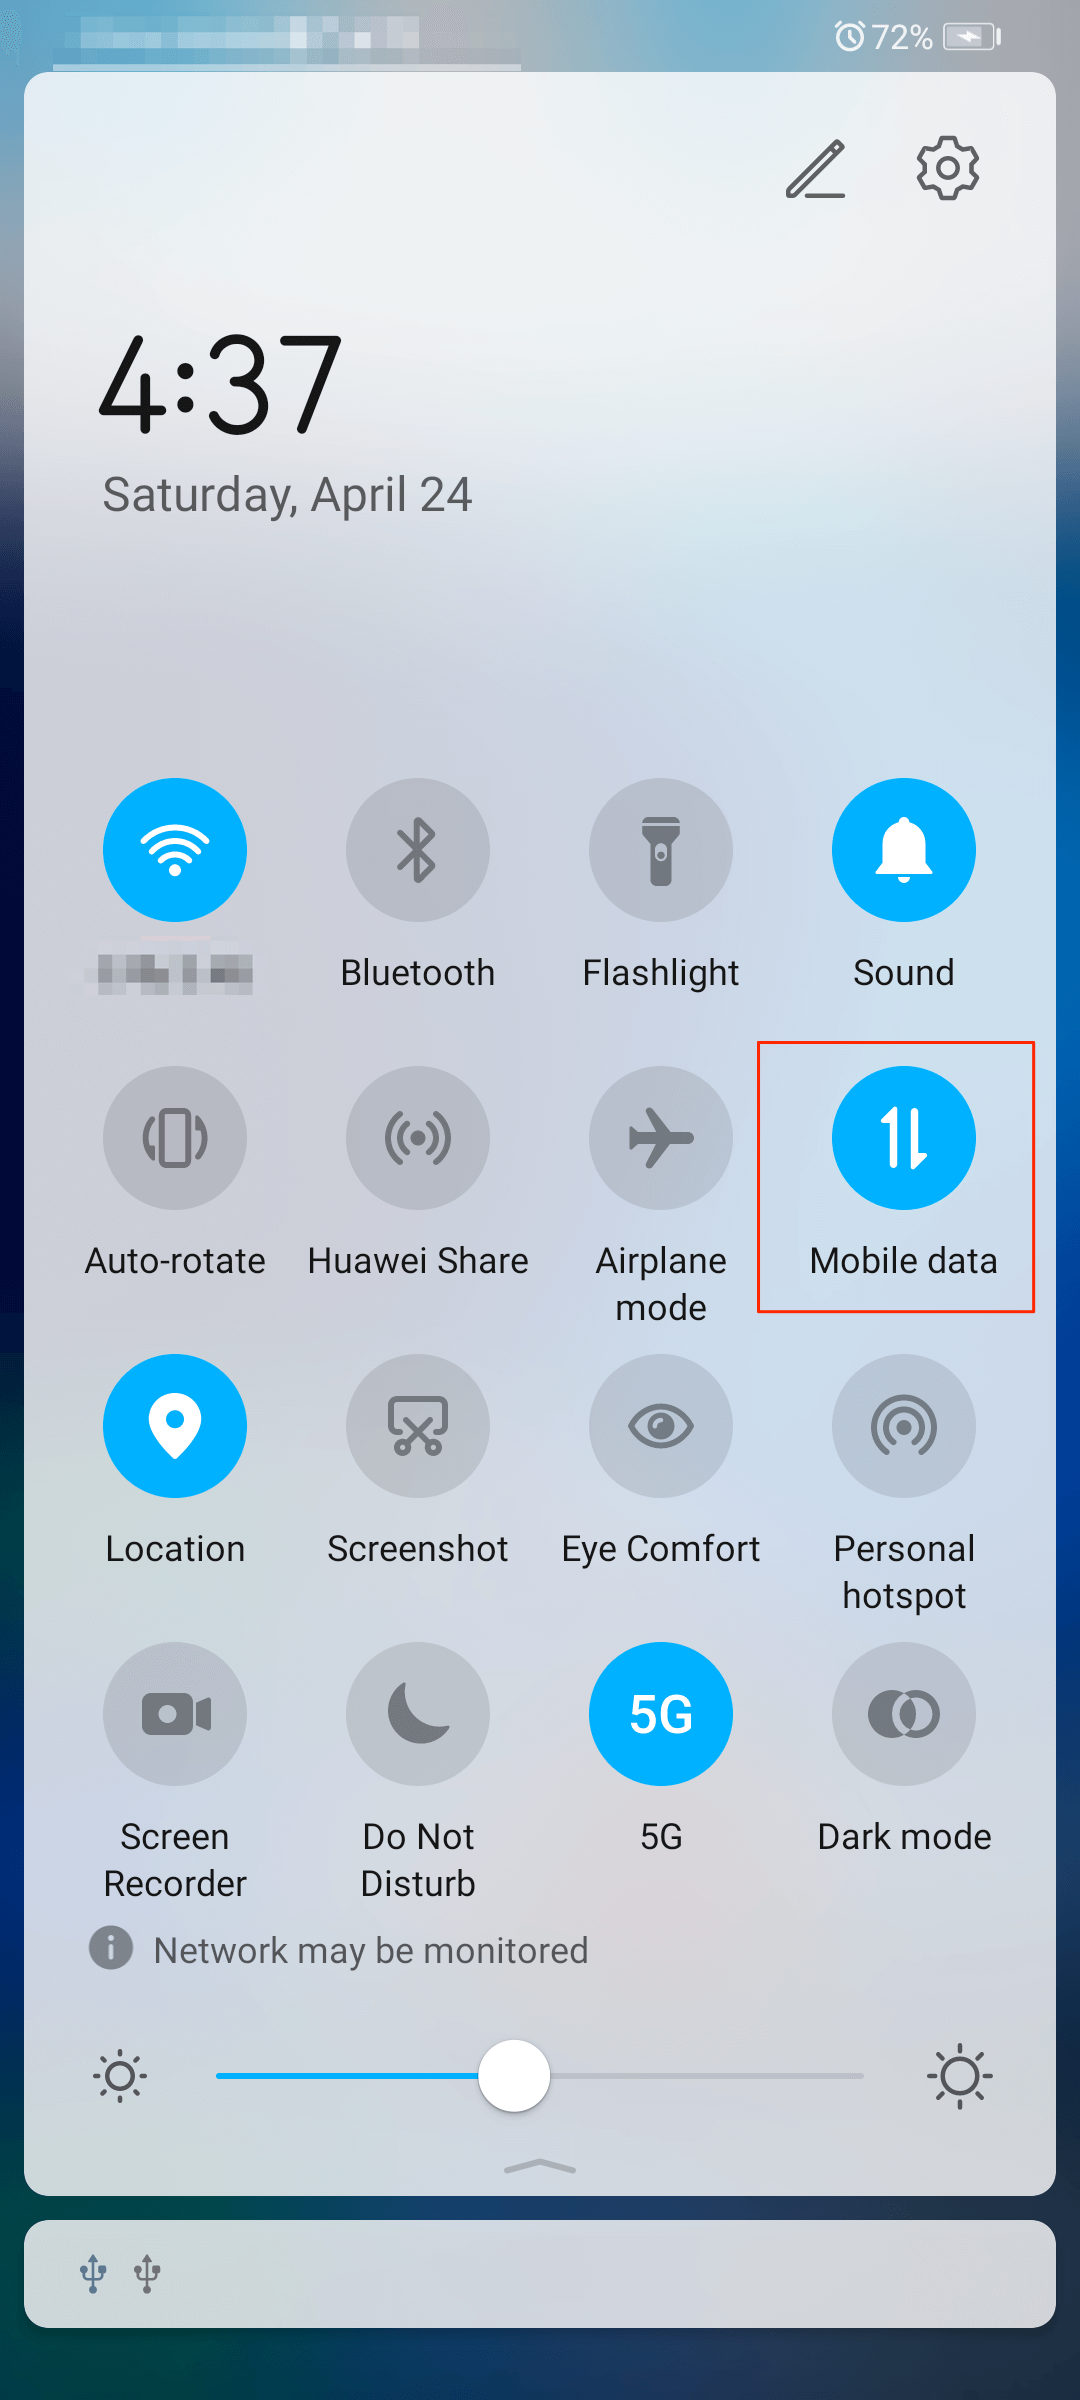 72%
4:37
Saturday, April 24
Bluetooth
Flashlight
Sound
Auto-rotate
Huawei Share
Airplane
mode
Mobile data
Location
Screenshot
Eye Comfort
Personal
hotspot
5G
Screen
Recorder
Do Not
Disturb
5G
Dark mode
Network may be monitored